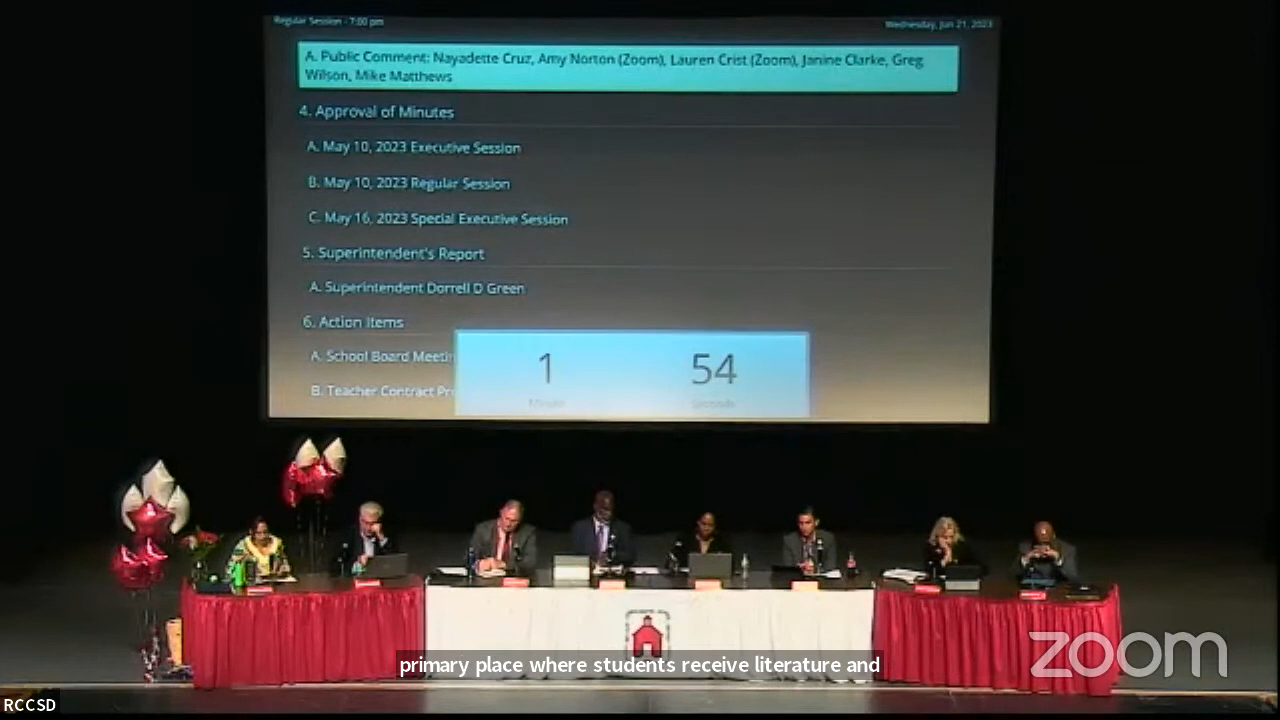 Regular Session - 7:00 pm
Wednesday, Jun 21, 2023
A. Public Comment: Nayadette Cruz, Amy Norton (Zoom), Lauren Crist (Zoom), Janine Clarke, Greg
Wilson, Mike Matthews
4. Approval of Minutes
A. May 10, 2023 Executive Session
B. May 10, 2023 Regular Session
C. May 16, 2023 Special Executive Session
5. Superintendent's Report
A. Superintendent Dorrell D Green
6. Action Items
A. School Board
B. Teacher Contract
1 54
Minute Seconds
primary place where students receive literature and
zoom
RCCSD